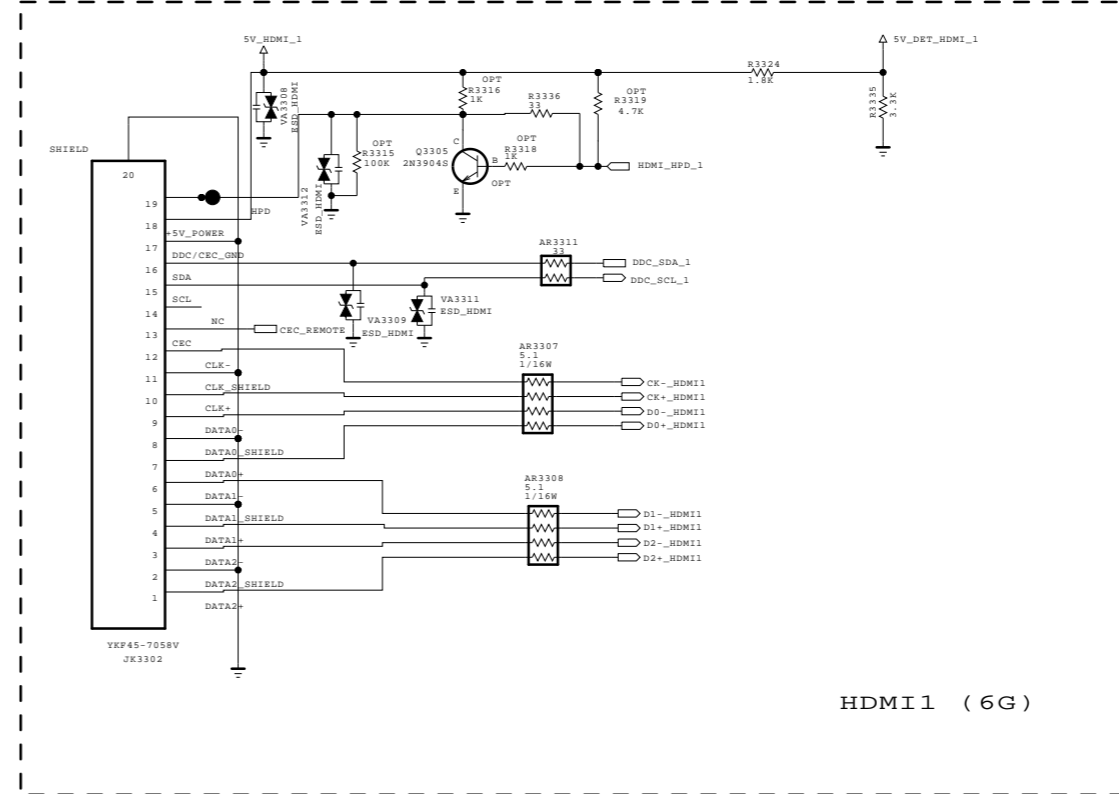 5V_HDMI_1
5V_DET_HDMI_1
R3324
1.8K
VA3308
ESD_HDMI
OPT
R3316
1K
R3336
33
OPT
R3319
4.7K
R3335
3.3K
SHIELD
20
OPT
R3315
100K
Q3305
2N3904S
C
B
E
OPT
OPT
R3318
1K
HDMI_HPD_1
VA3312
ESD_HDMI
19
HPD
18
+5V_POWER
17
DDC/CEC_GND
16
SDA
15
SCL
14
NC
13
CEC
12
CLK-
11
CLK_SHIELD
10
CLK+
9
DATA0-
8
DATA0_SHIELD
7
DATA0+
6
DATA1-
5
DATA1_SHIELD
4
DATA1+
3
DATA2-
2
DATA2_SHIELD
1
DATA2+
AR3311
33
DDC_SDA_1
DDC_SCL_1
VA3309
ESD_HDMI
VA3311
ESD_HDMI
CEC_REMOTE
AR3307
5.1
1/16W
CK-_HDMI1
CK+_HDMI1
D0-_HDMI1
D0+_HDMI1
AR3308
5.1
1/16W
D1-_HDMI1
D1+_HDMI1
D2-_HDMI1
D2+_HDMI1
YKF45-7058V
JK3302
HDMI1 (6G)